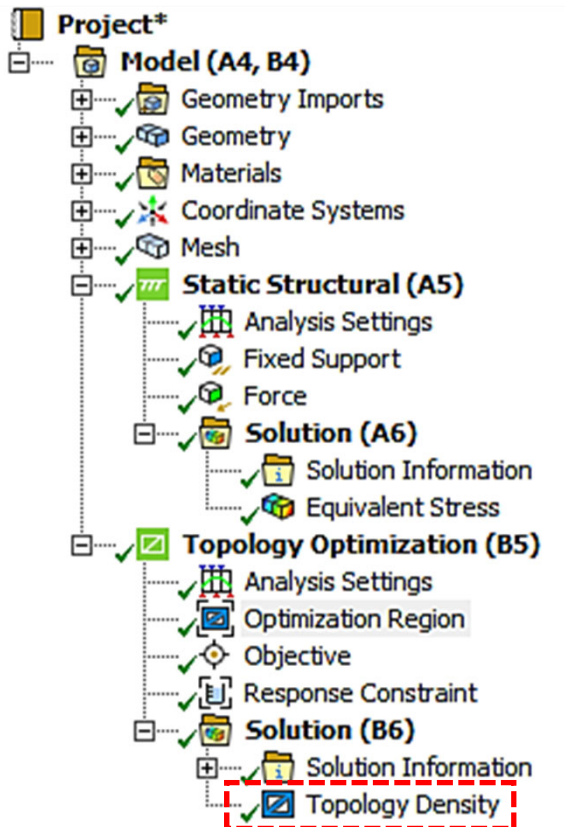 Project*
Model (A4, B4)
Geometry Imports
Geometry
Materials
Coordinate Systems
Mesh
Static Structural (A5)
Analysis Settings
Fixed Support
Force
Solution (A6)
Solution Information
Equivalent Stress
Topology Optimization (B5)
Analysis Settings
Optimization Region
Objective
Response Constraint
Solution (B6)
Solution Information
Topology Density